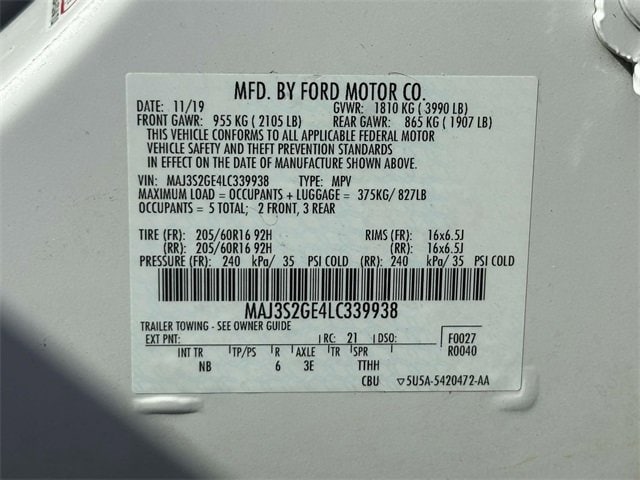 MFD. BY FORD MOTOR CO.
DATE: 11/19 GVWR: 1810 KG ( 3990 LB)
FRONT GAWR: 955 KG ( 2105 LB) REAR GAWR: 865 KG ( 1907 LB)
THIS VEHICLE CONFORMS TO ALL APPLICABLE FEDERAL MOTOR
VEHICLE SAFETY AND THEFT PREVENTION STANDARDS
IN EFFECT ON THE DATE OF MANUFACTURE SHOWN ABOVE.
VIN: MAJ3S2GE4LC339938 TYPE: MPV
MAXIMUM LOAD = OCCUPANTS + LUGGAGE = 375KG/ 827LB
OCCUPANTS = 5 TOTAL; 2 FRONT, 3 REAR
TIRE (FR): 205/60R16 92H RIMS (FR): 16x6.5J
(RR): 205/60R16 92H (RR): 16x6.5J
PRESSURE (FR): 240 kPa/ 35 PSI COLD (RR): 240 kPa/ 35 PSI COLD
MAJ3S2GE4LC339938
TRAILER TOWING - SEE OWNER GUIDE
EXT PNT: RC: 21 DSO: F0027
INT TR TP/PS R AXLE TR SPR R0040
NB 6 3E TTHH
CBU ▽5U5A-5420472-AA